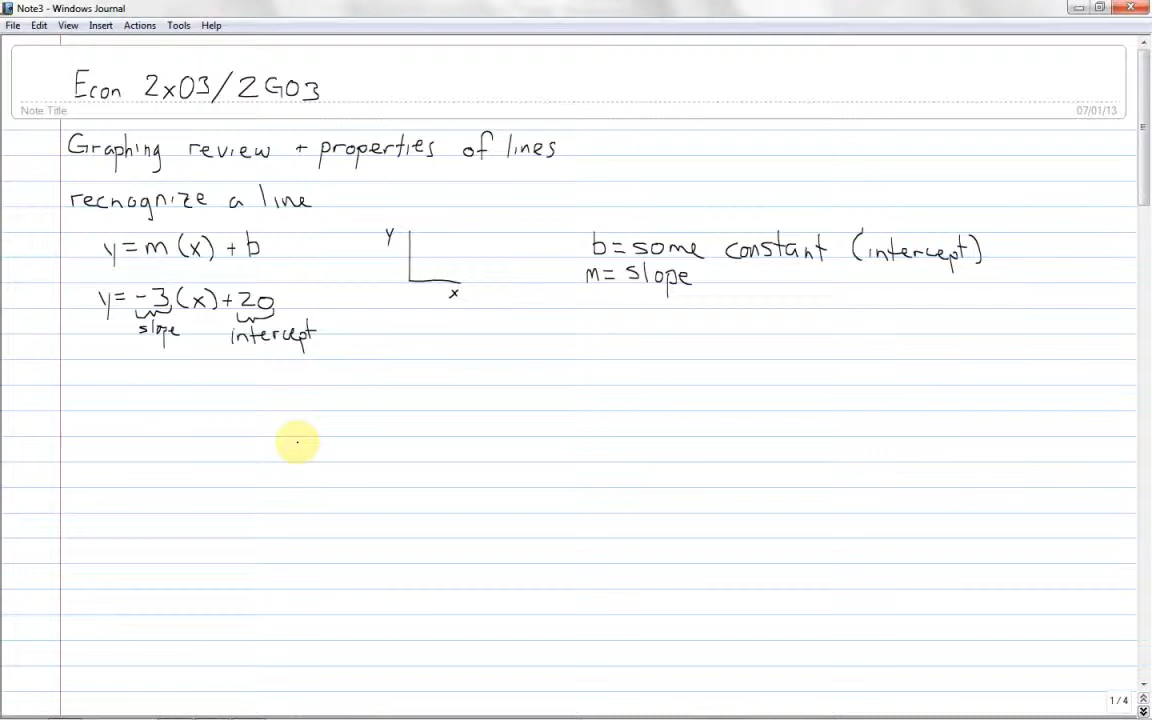 Note3 - Windows Journal
File Edit View Insert Actions Tools Help
Econ 2x03/2G03
Note Title
07/01/13
Graphing review + properties of lines
recnognize a line
y=m(x)+b
y
x
b=some constant (intercept)
m=slope
y=-3(x)+20
slope
intercept
1/4